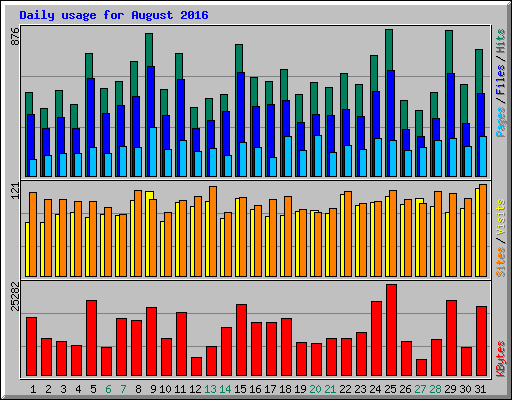 Daily usage for August 2016
876
Pages / Files / Hits
121
Sites / Visits
25282
KBytes
1 2 3 4 5 6 7 8 9 10 11 12 13 14 15 16 17 18 19 20 21 22 23 24 25 26 27 28 29 30 31